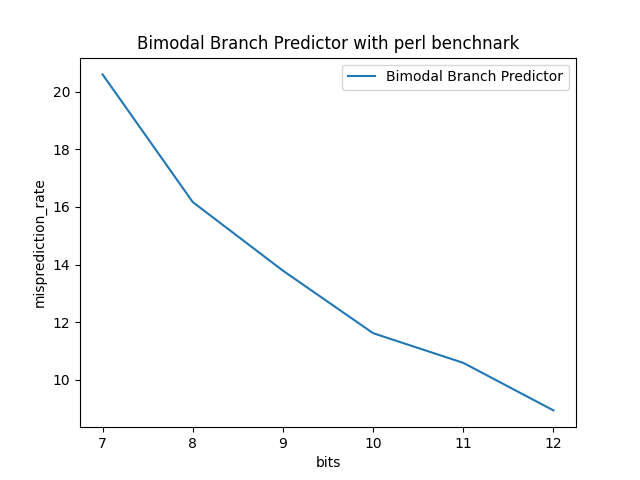 Bimodal Branch Predictor with perl benchnark
Bimodal Branch Predictor
20
18
16
14
12
10
misprediction_rate
7 8 9 10 11 12
bits